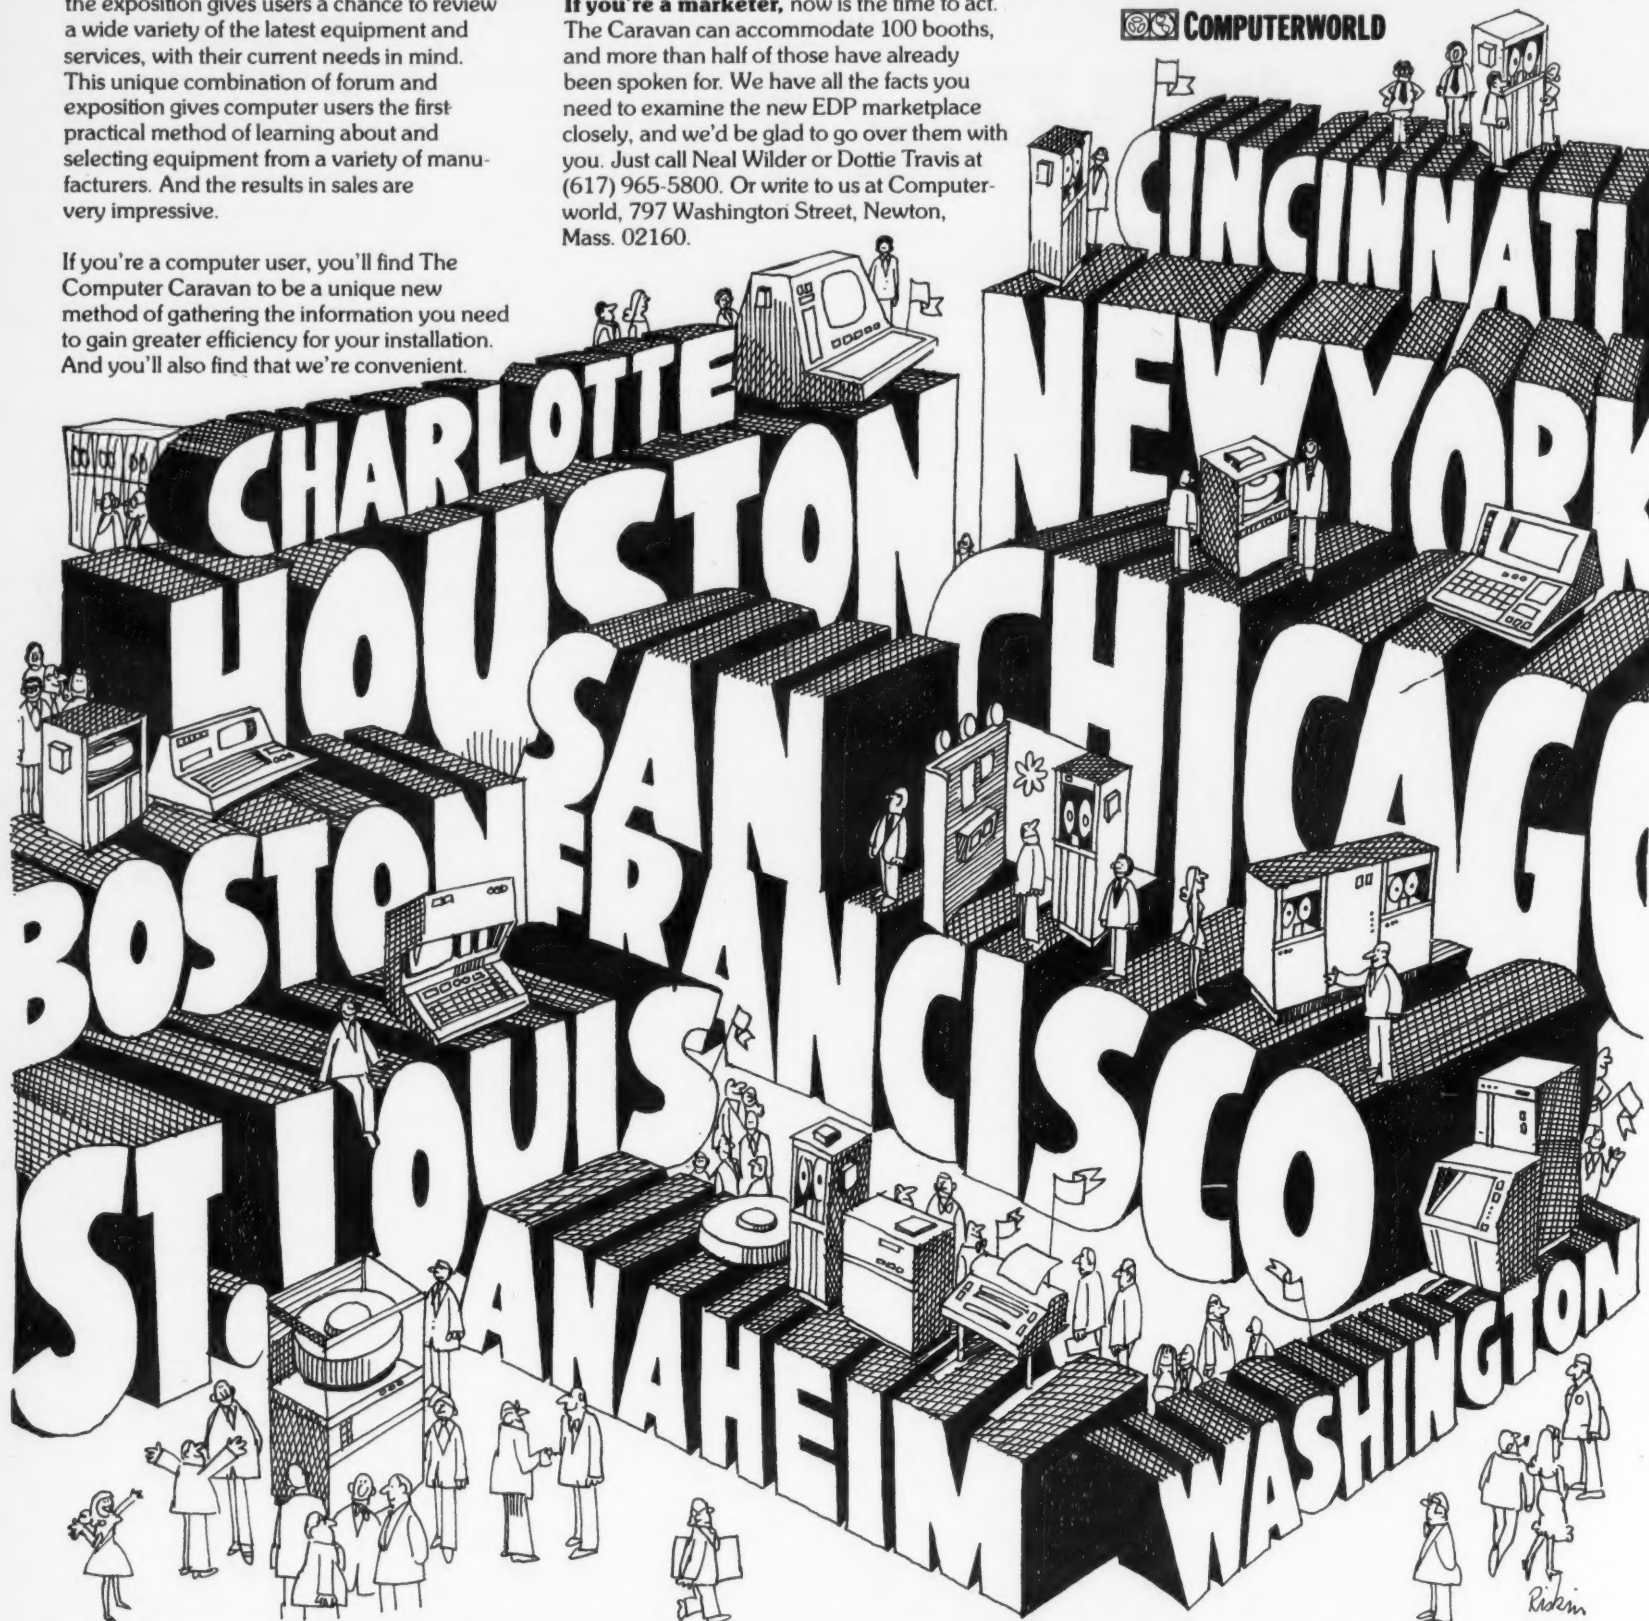 the exposition gives users a chance to review
a wide variety of the latest equipment and
services, with their current needs in mind.
This unique combination of forum and
exposition gives computer users the first
practical method of learning about and
selecting equipment from a variety of manu-
facturers. And the results in sales are
very impressive.
If you're a computer user, you'll find The
Computer Caravan to be a unique new
method of gathering the information you need
to gain greater efficiency for your installation.
And you'll also find that we're convenient.
If you're a marketer, now is the time to act.
The Caravan can accommodate 100 booths,
and more than half of those have already
been spoken for. We have all the facts you
need to examine the new EDP marketplace
closely, and we'd be glad to go over them with
you. Just call Neal Wilder or Dottie Travis at
(617) 965-5800. Or write to us at Computer-
world, 797 Washington Street, Newton,
Mass. 02160.
COMPUTERWORLD
CINCINNATI
NEW YORK
CHARLOTTE
HOUSTON
CHICAGO
SAN
FRANCISCO
BOSTON
ST. LOUIS
ANAHEIM
WASHINGTON
Riskin